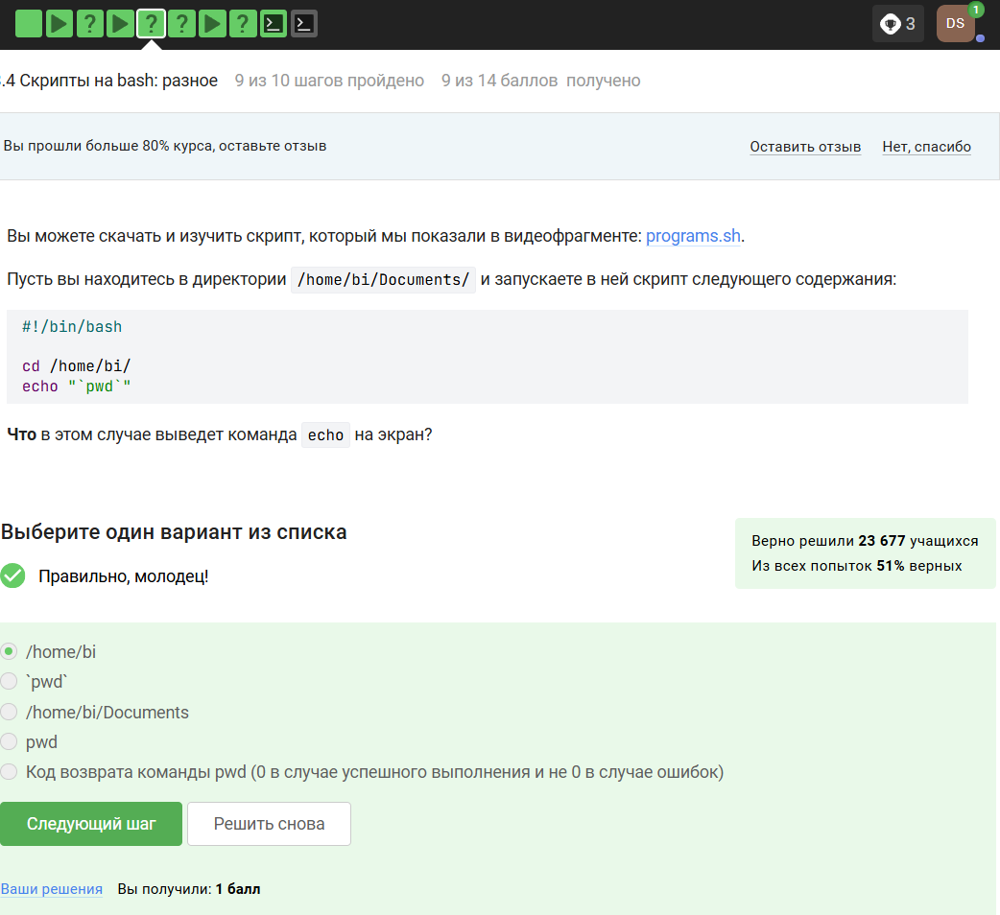 ? ? ? ?
3
DS
1
.4 Скрипты на bash: разное 9 из 10 шагов пройдено 9 из 14 баллов получено
Вы прошли больше 80% курса, оставьте отзыв
Оставить отзыв Нет, спасибо
Вы можете скачать и изучить скрипт, который мы показали в видеофрагменте: programs.sh.
Пусть вы находитесь в директории /home/bi/Documents/ и запускаете в ней скрипт следующего содержания:
#!/bin/bash
cd /home/bi/
echo "`pwd`"
Что в этом случае выведет команда echo на экран?
Выберите один вариант из списка
Правильно, молодец!
Верно решили 23 677 учащихся
Из всех попыток 51% верных
/home/bi
`pwd`
/home/bi/Documents
pwd
Код возврата команды pwd (0 в случае успешного выполнения и не 0 в случае ошибок)
Следующий шаг Решить снова
Ваши решения Вы получили: 1 балл